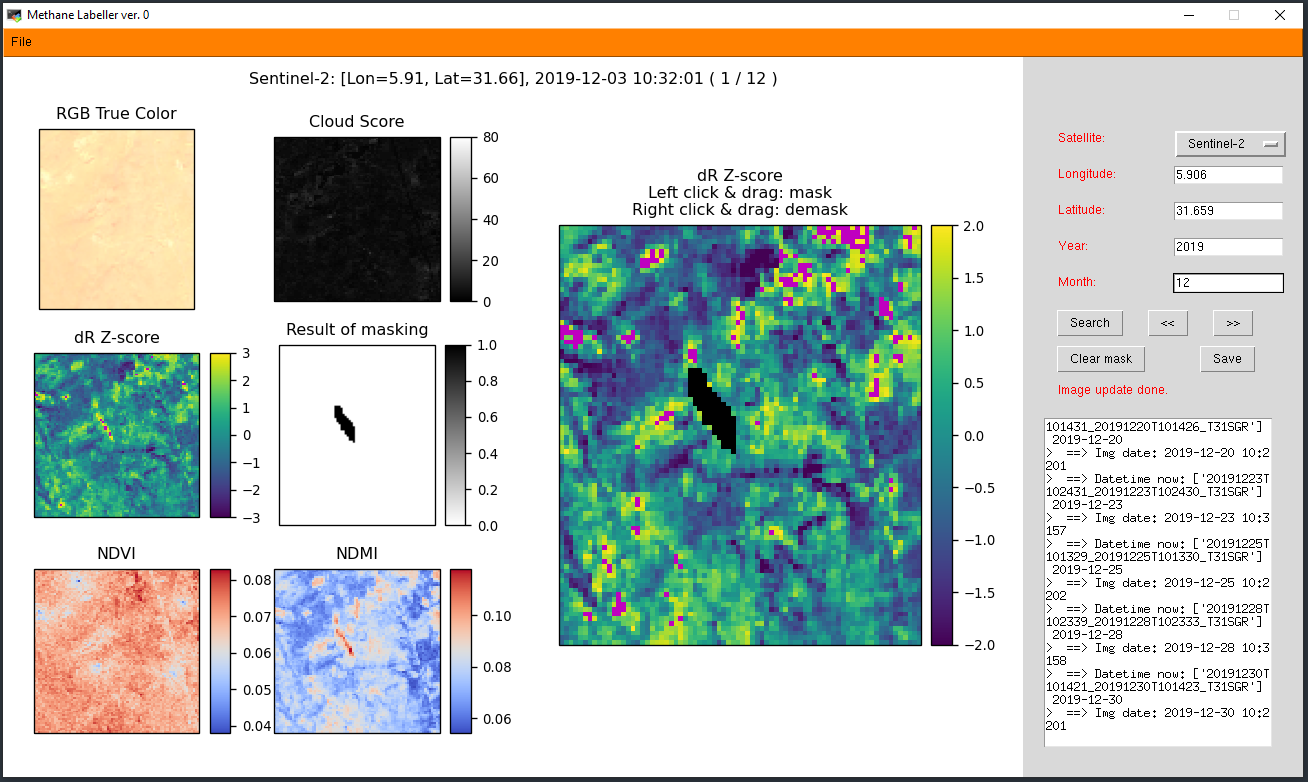 Methane Labeller ver. 0
File
Sentinel-2: [Lon=5.91, Lat=31.66], 2019-12-03 10:32:01 ( 1 / 12 )
RGB True Color
Cloud Score
80
60
40
20
0
dR Z-score
3
2
1
0
−1
−2
−3
Result of masking
1.0
0.8
0.6
0.4
0.2
0.0
NDVI
0.08
0.07
0.06
0.05
0.04
NDMI
0.10
0.08
0.06
dR Z-score
Left click & drag: mask
Right click & drag: demask
2.0
1.5
1.0
0.5
0.0
−0.5
−1.0
−1.5
−2.0
Satellite:
Sentinel-2
Longitude:
5.906
Latitude:
31.659
Year:
2019
Month:
12
Search
<<
>>
Clear mask
Save
Image update done.
101431_20191220T101426_T31SGR']
2019-12-20
>  ==> Img date: 2019-12-20 10:2
201
>  ==> Datetime now: ['20191223T
102431_20191223T102430_T31SGR']
2019-12-23
>  ==> Img date: 2019-12-23 10:3
157
>  ==> Datetime now: ['20191225T
101329_20191225T101330_T31SGR']
2019-12-25
>  ==> Img date: 2019-12-25 10:2
202
>  ==> Datetime now: ['20191228T
102339_20191228T102333_T31SGR']
2019-12-28
>  ==> Img date: 2019-12-28 10:3
158
>  ==> Datetime now: ['20191230T
101421_20191230T101423_T31SGR']
2019-12-30
>  ==> Img date: 2019-12-30 10:2
201